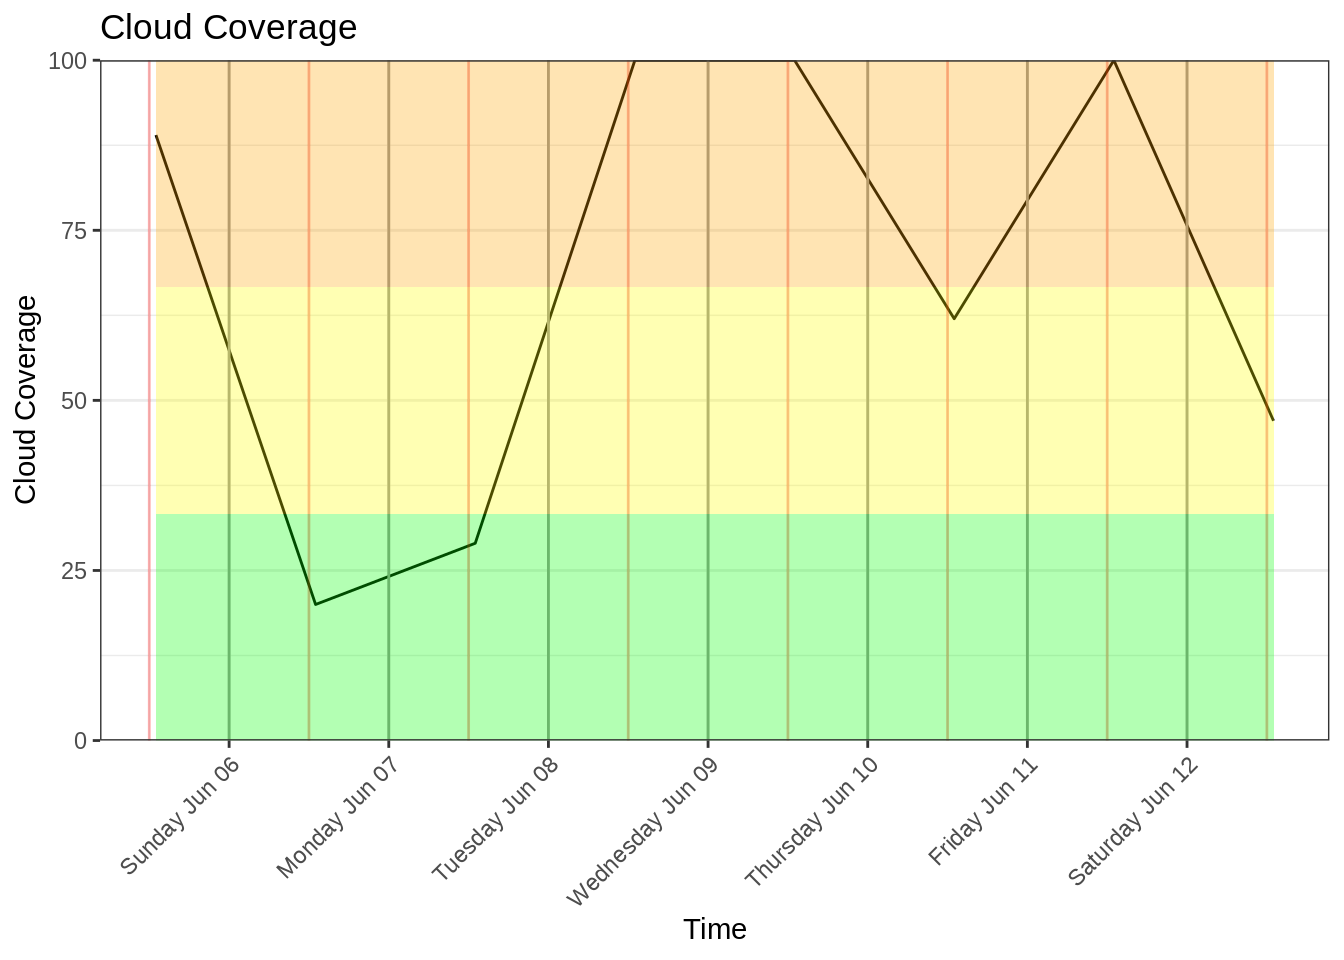 Cloud Coverage
Cloud Coverage
100
75
50
25
0
Sunday Jun 06
Monday Jun 07
Tuesday Jun 08
Wednesday Jun 09
Thursday Jun 10
Friday Jun 11
Saturday Jun 12
Time